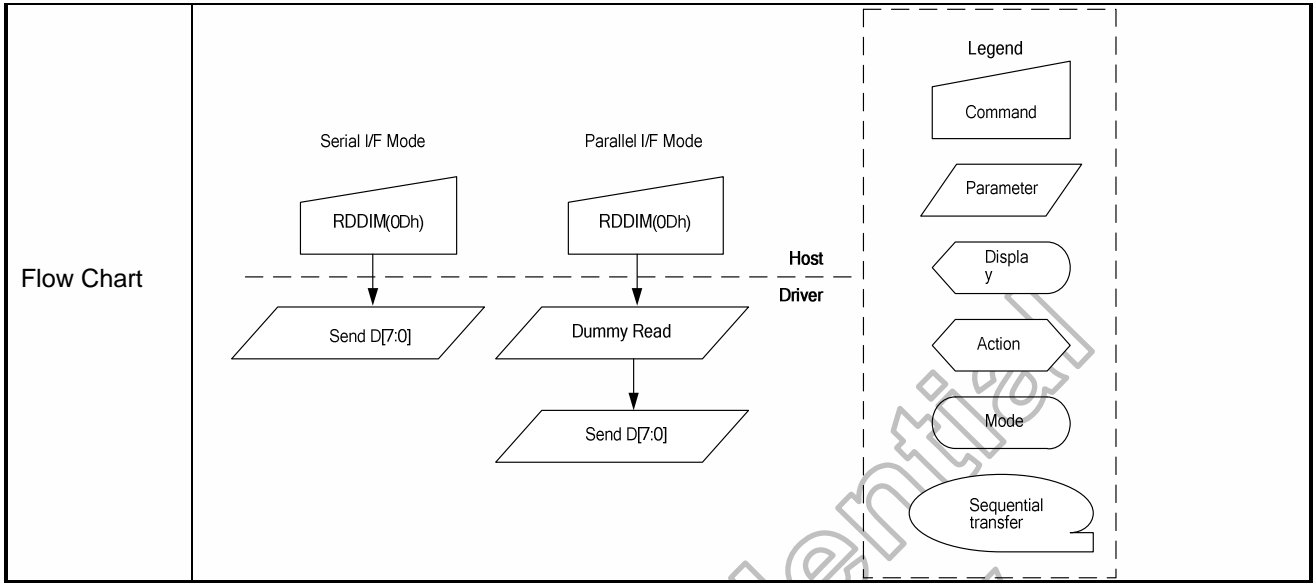 Flow Chart
Serial I/F Mode
RDDIM(0Dh)
Send D[7:0]
Parallel I/F Mode
RDDIM(0Dh)
Dummy Read
Send D[7:0]
Host
Driver
Legend
Command
Parameter
Displa
y
Action
Mode
Sequential
transfer